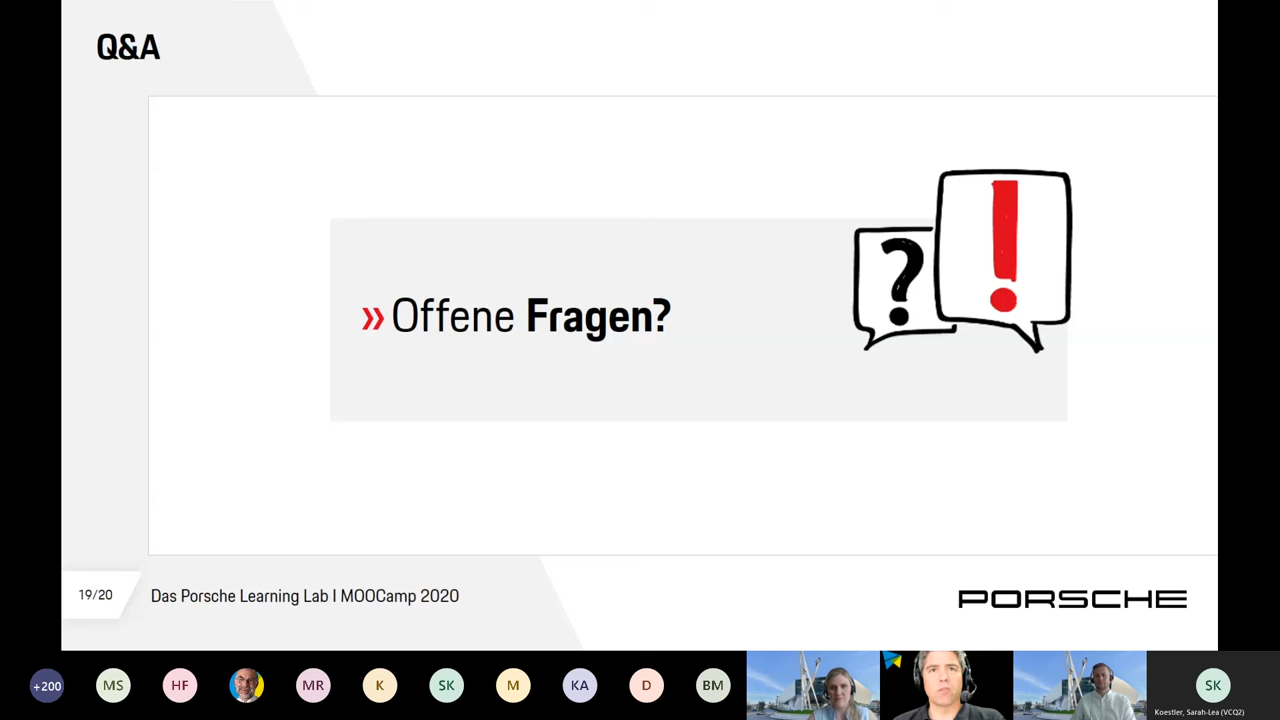 Q&A
? !
» Offene Fragen?
19/20
Das Porsche Learning Lab I MOOCamp 2020
PORSCHE
+200
MS
HF
MR
K
SK
M
KA
D
BM
SK
Koestler, Sarah-Lea (VCQ2)